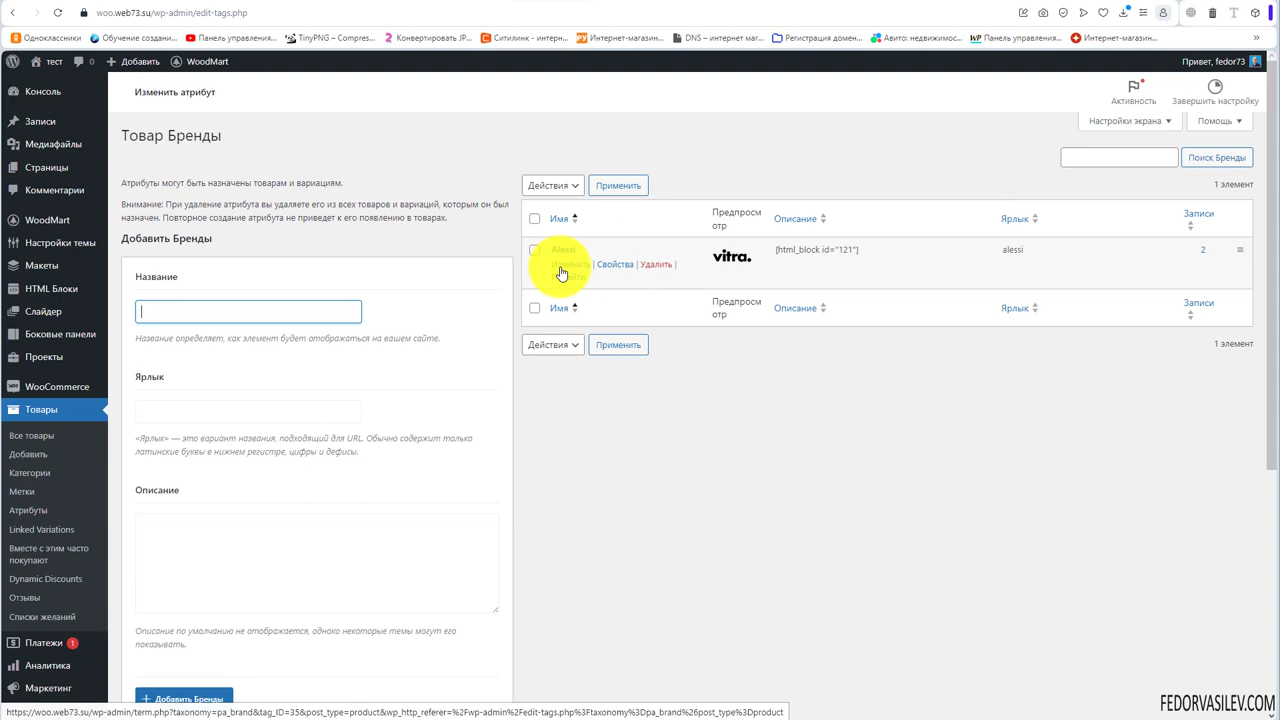 woo.web73.su/wp-admin/edit-tags.php
Одноклассники
Обучение создани...
Панель управления...
TinyPNG – Compres...
Конвертировать JP...
Ситилинк - интерн...
Интернет-магазин...
DNS – интернет маг...
Регистрация домен...
Авито: недвижимос...
Панель управления...
Интернет-магазин...
тест
0
Добавить
WoodMart
Привет, fedor73
Консоль
Записи
Медиафайлы
Страницы
Комментарии
WoodMart
Настройки темы
Макеты
HTML Блоки
Слайдер
Боковые панели
Проекты
WooCommerce
Товары
Все товары
Добавить
Категории
Метки
Атрибуты
Linked Variations
Вместе с этим часто
покупают
Dynamic Discounts
Отзывы
Списки желаний
Платежи 1
Аналитика
Маркетинг
Изменить атрибут
Активность
Завершить настройку
Настройки экрана
Помощь
Товар Бренды
Поиск Бренды
Атрибуты могут быть назначены товарам и вариациям.
Внимание: При удаление атрибута вы удаляете его из всех товаров и вариаций, которым он был
назначен. Повторное создание атрибута не приведет к его появлению в товарах.
Добавить Бренды
Название
Название определяет, как элемент будет отображаться на вашем сайте.
Ярлык
«Ярлык» — это вариант названия, подходящий для URL. Обычно содержит только
латинские буквы в нижнем регистре, цифры и дефисы.
Описание
Описание по умолчанию не отображается, однако некоторые темы могут его
показывать.
Добавить Бренды
Действия
Применить
1 элемент
Имя
Предпросм
отр
Описание
Ярлык
Записи
Alessi
Изменить | Свойства | Удалить |
vitra.
[html_block id="121"]
alessi
2
Имя
Предпросм
отр
Описание
Ярлык
Записи
Действия
Применить
1 элемент
FEDORVASILEV.COM
https://woo.web73.su/wp-admin/term.php?taxonomy=pa_brand&tag_ID=35&post_type=product&wp_http_referer=%2Fwp-admin%2Fedit-tags.php%3Ftaxonomy%3Dpa_brand%26post_type%3Dproduct